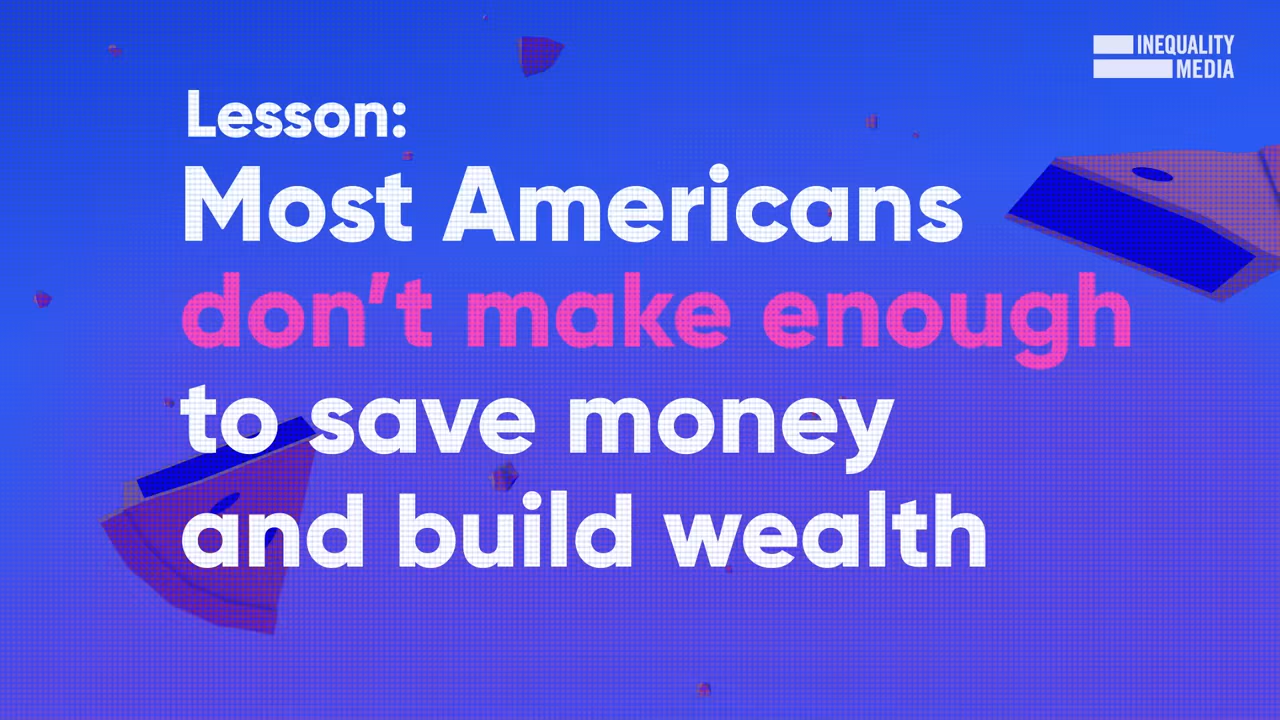 INEQUALITY
MEDIA
Lesson:
Most Americans
don’t make enough
to save money
and build wealth